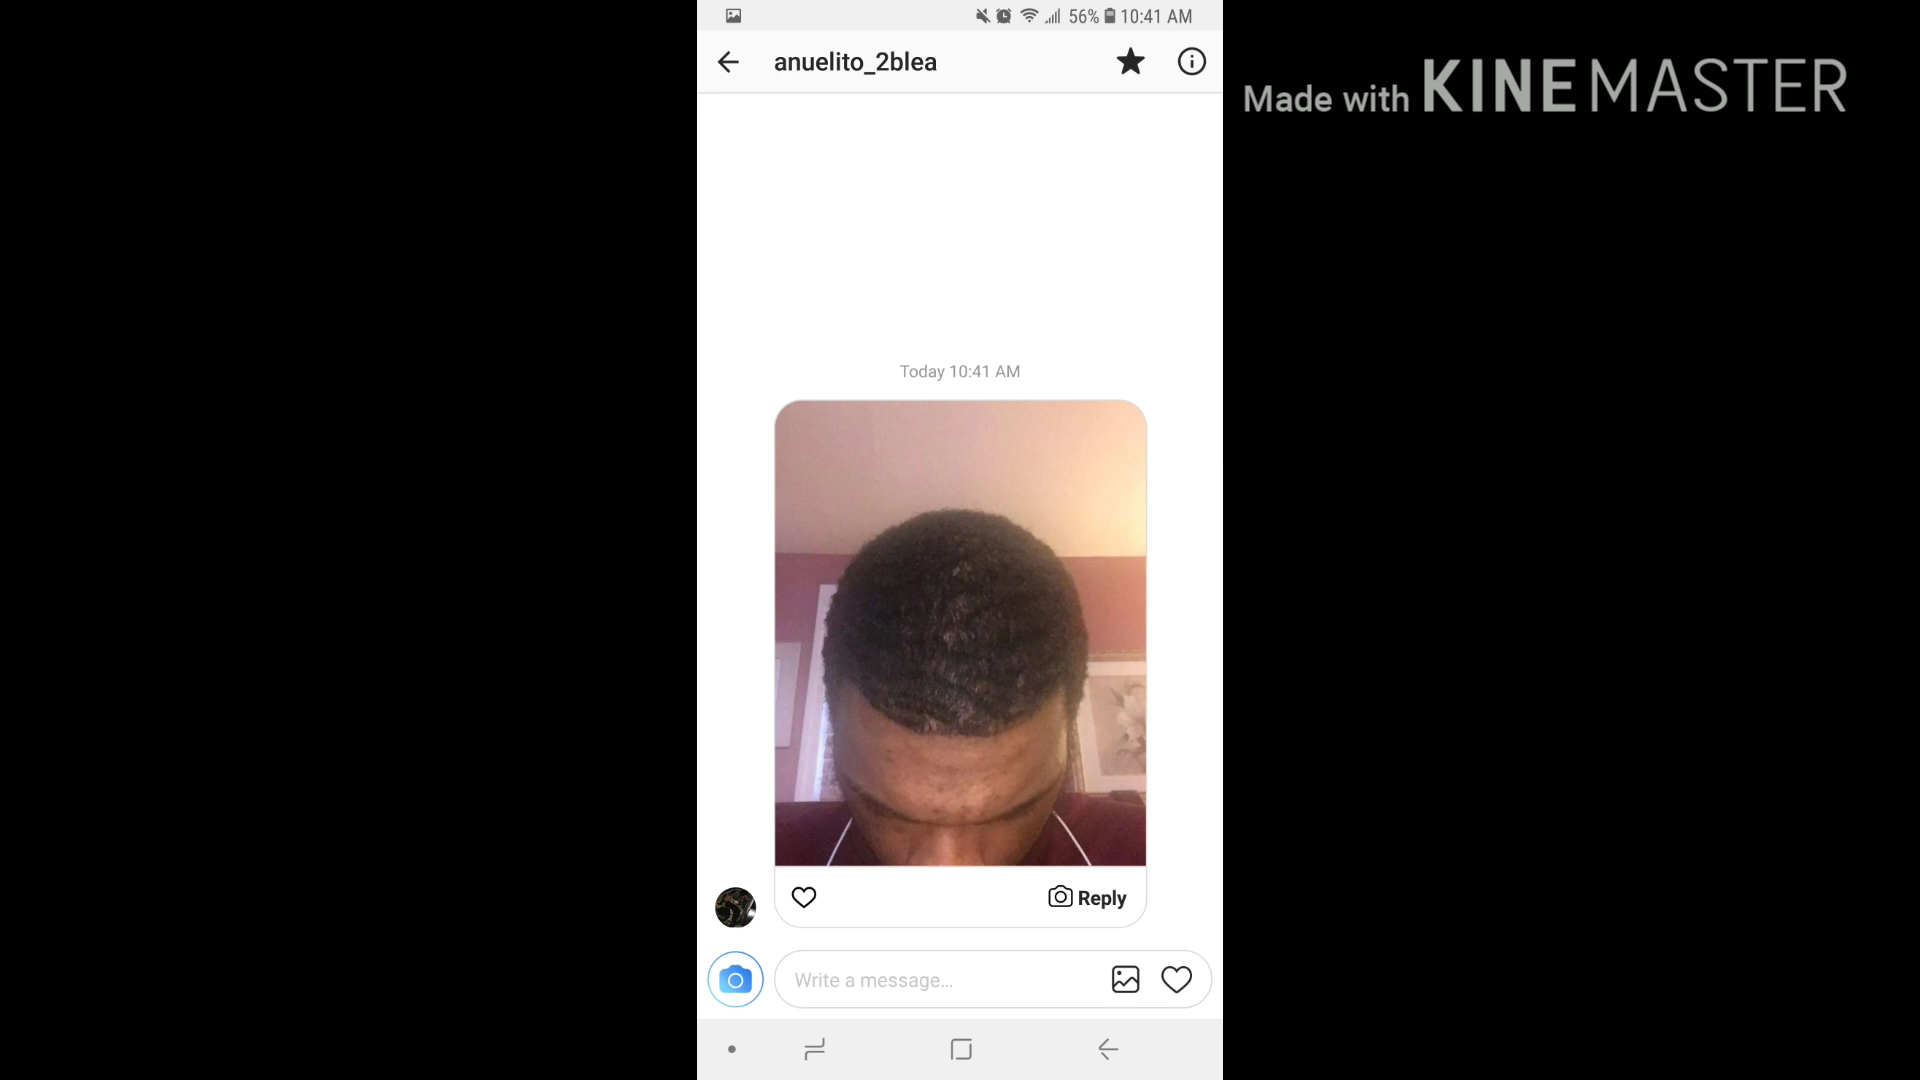 56% 10:41 AM
anuelito_2blea
Made with KINEMASTER
Today 10:41 AM
Reply
Write a message...